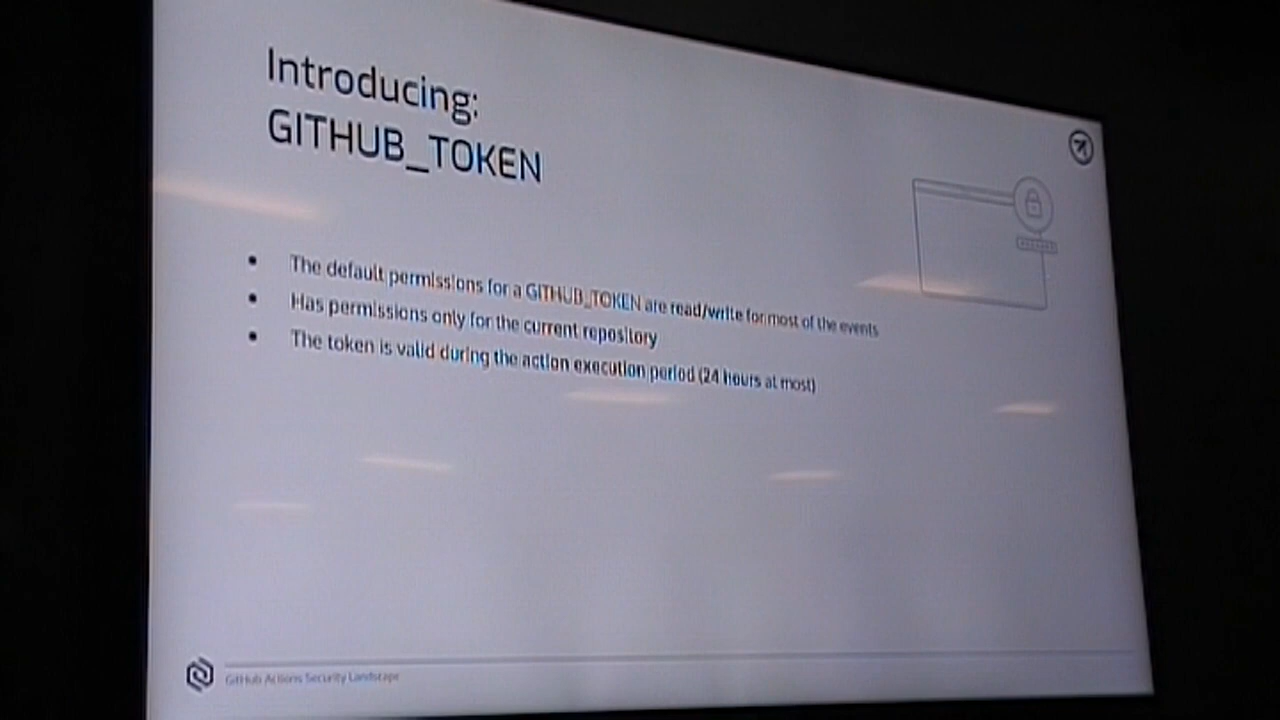 Introducing:
GITHUB_TOKEN
The default permissions for a GITHUB_TOKEN are read/write for most of the events
Has permissions only for the current repository
The token is valid during the action execution period (24 hours at most)
GitHub Actions Security Landscape